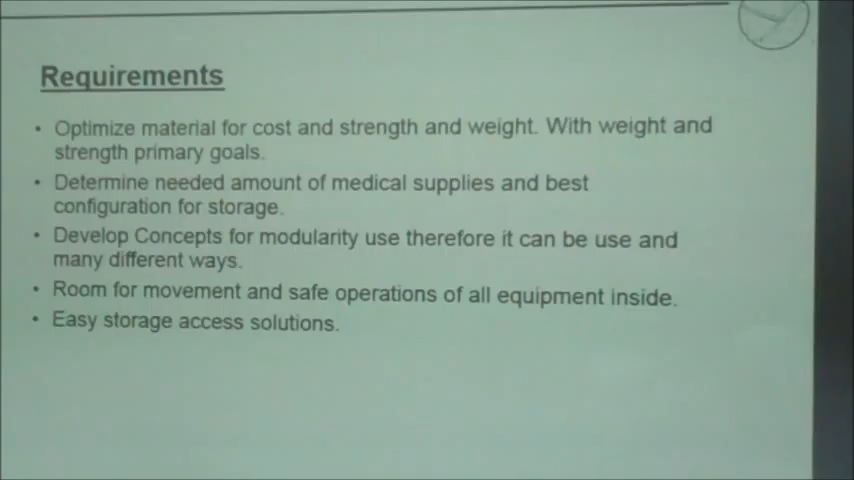 Requirements
• Optimize material for cost and strength and weight. With weight and
strength primary goals.
• Determine needed amount of medical supplies and best
configuration for storage.
• Develop Concepts for modularity use therefore it can be use and
many different ways.
• Room for movement and safe operations of all equipment inside.
• Easy storage access solutions.